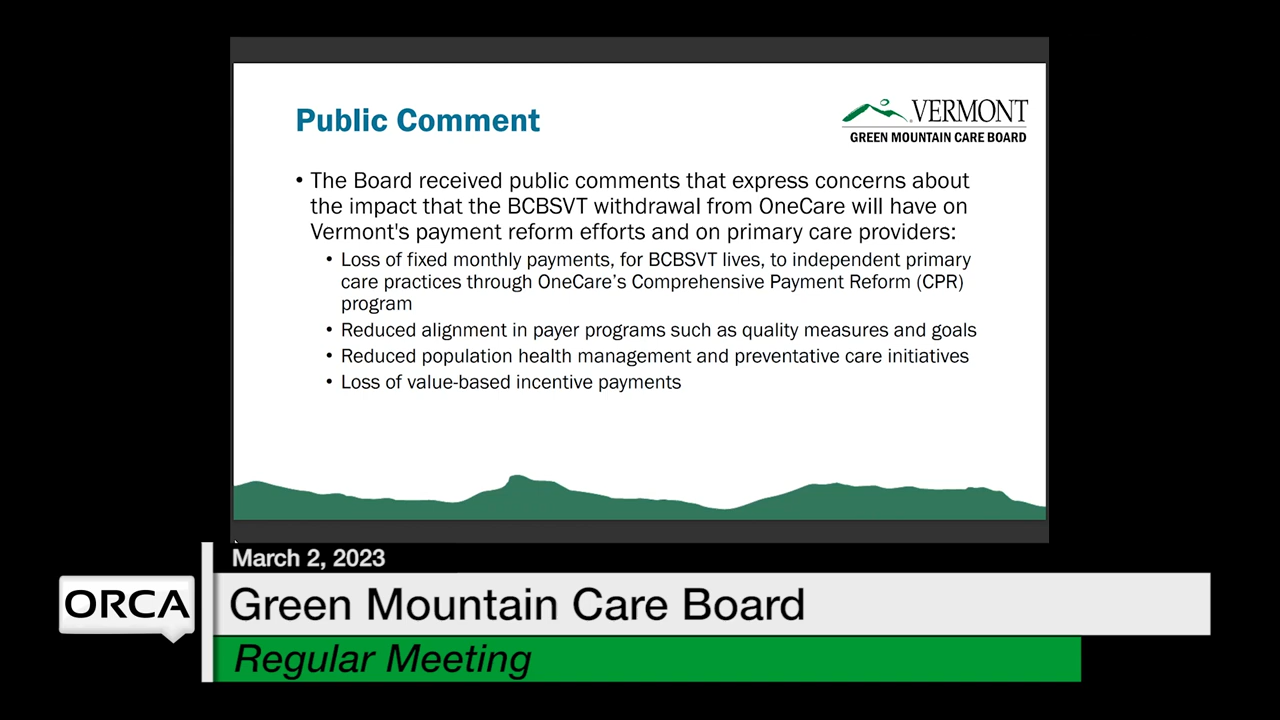 Public Comment
VERMONT
GREEN MOUNTAIN CARE BOARD
• The Board received public comments that express concerns about
the impact that the BCBSVT withdrawal from OneCare will have on
Vermont's payment reform efforts and on primary care providers:
• Loss of fixed monthly payments, for BCBSVT lives, to independent primary
care practices through OneCare’s Comprehensive Payment Reform (CPR)
program
• Reduced alignment in payer programs such as quality measures and goals
• Reduced population health management and preventative care initiatives
• Loss of value-based incentive payments
March 2, 2023
ORCA
Green Mountain Care Board
Regular Meeting